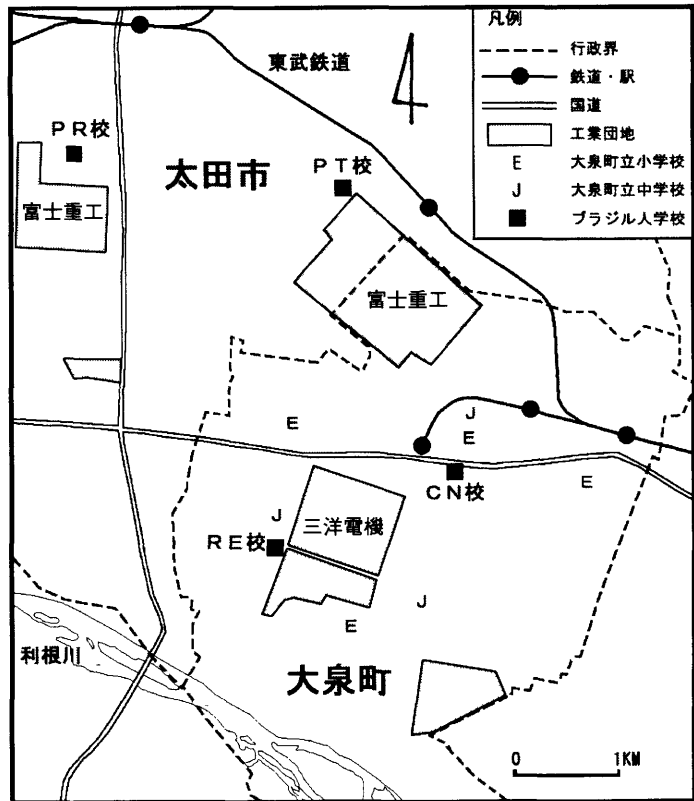 凡例
行政界
鉄道・駅
国道
工業団地
E 大泉町立小学校
J 大泉町立中学校
ブラジル人学校
東武鉄道
PR校
太田市
PT校
富士重工
富士重工
E
J
E
E
CN校
J
三洋電機
RE校
J
E
利根川
大泉町
0 1KM